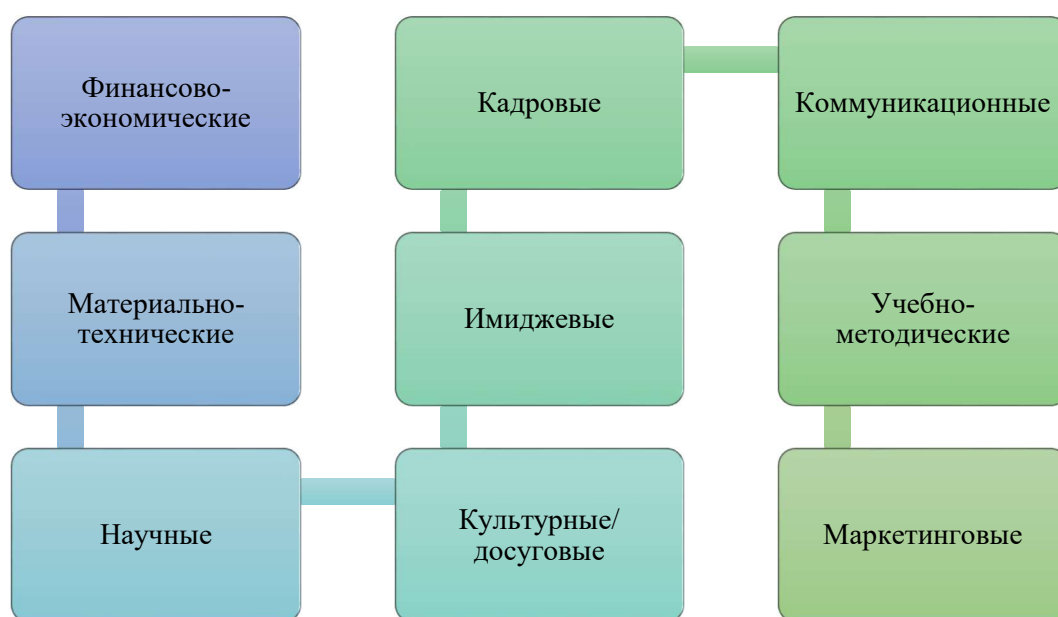 Финансово-
экономические
Материально-
технические
Научные
Культурные/
досуговые
Имиджевые
Кадровые
Коммуникационные
Учебно-
методические
Маркетинговые